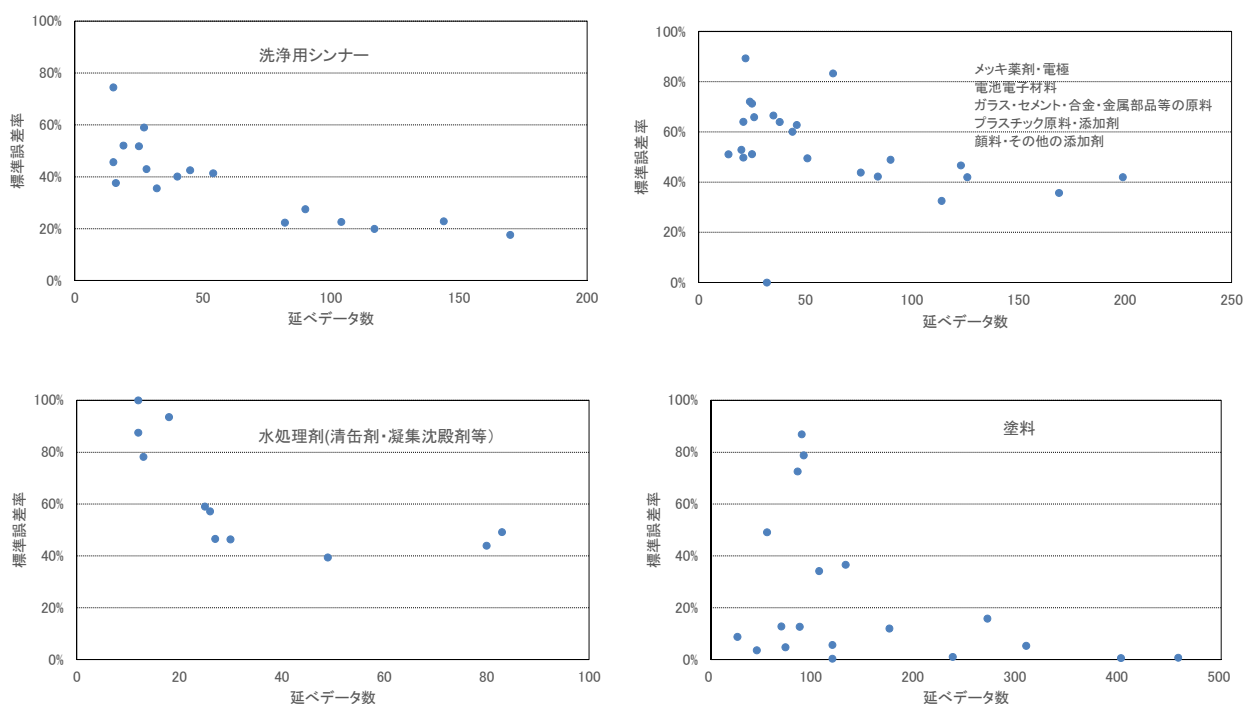 100%
80%
60%
40%
20%
0%
標準誤差率
洗浄用シンナー
0
50
100
150
200
延べデータ数
100%
80%
60%
40%
20%
0%
標準誤差率
メッキ薬剤・電極
電池電子材料
ガラス・セメント・合金・金属部品等の原料
プラスチック原料・添加剤
顔料・その他の添加剤
0
50
100
150
200
250
延べデータ数
100%
80%
60%
40%
20%
0%
標準誤差率
水処理剤(清缶剤・凝集沈殿剤等)
0
20
40
60
80
100
延べデータ数
100%
80%
60%
40%
20%
0%
標準誤差率
塗料
0
100
200
300
400
500
延べデータ数